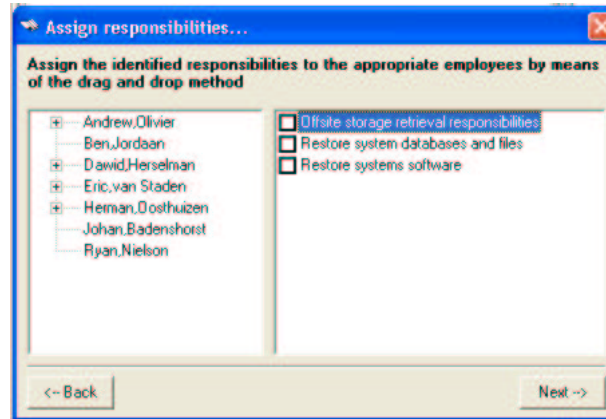 Assign responsibilities...
Assign the identified responsibilities to the appropriate employees by means
of the drag and drop method
Andrew,Olivier
Ben,Jordaan
Dawid,Herselman
Eric,van Staden
Herman,Oosthuizen
Johan,Badenshorst
Ryan,Nielson
Offsite storage retrieval responsibilities
Restore system databases and files
Restore systems software
<-- Back
Next -->